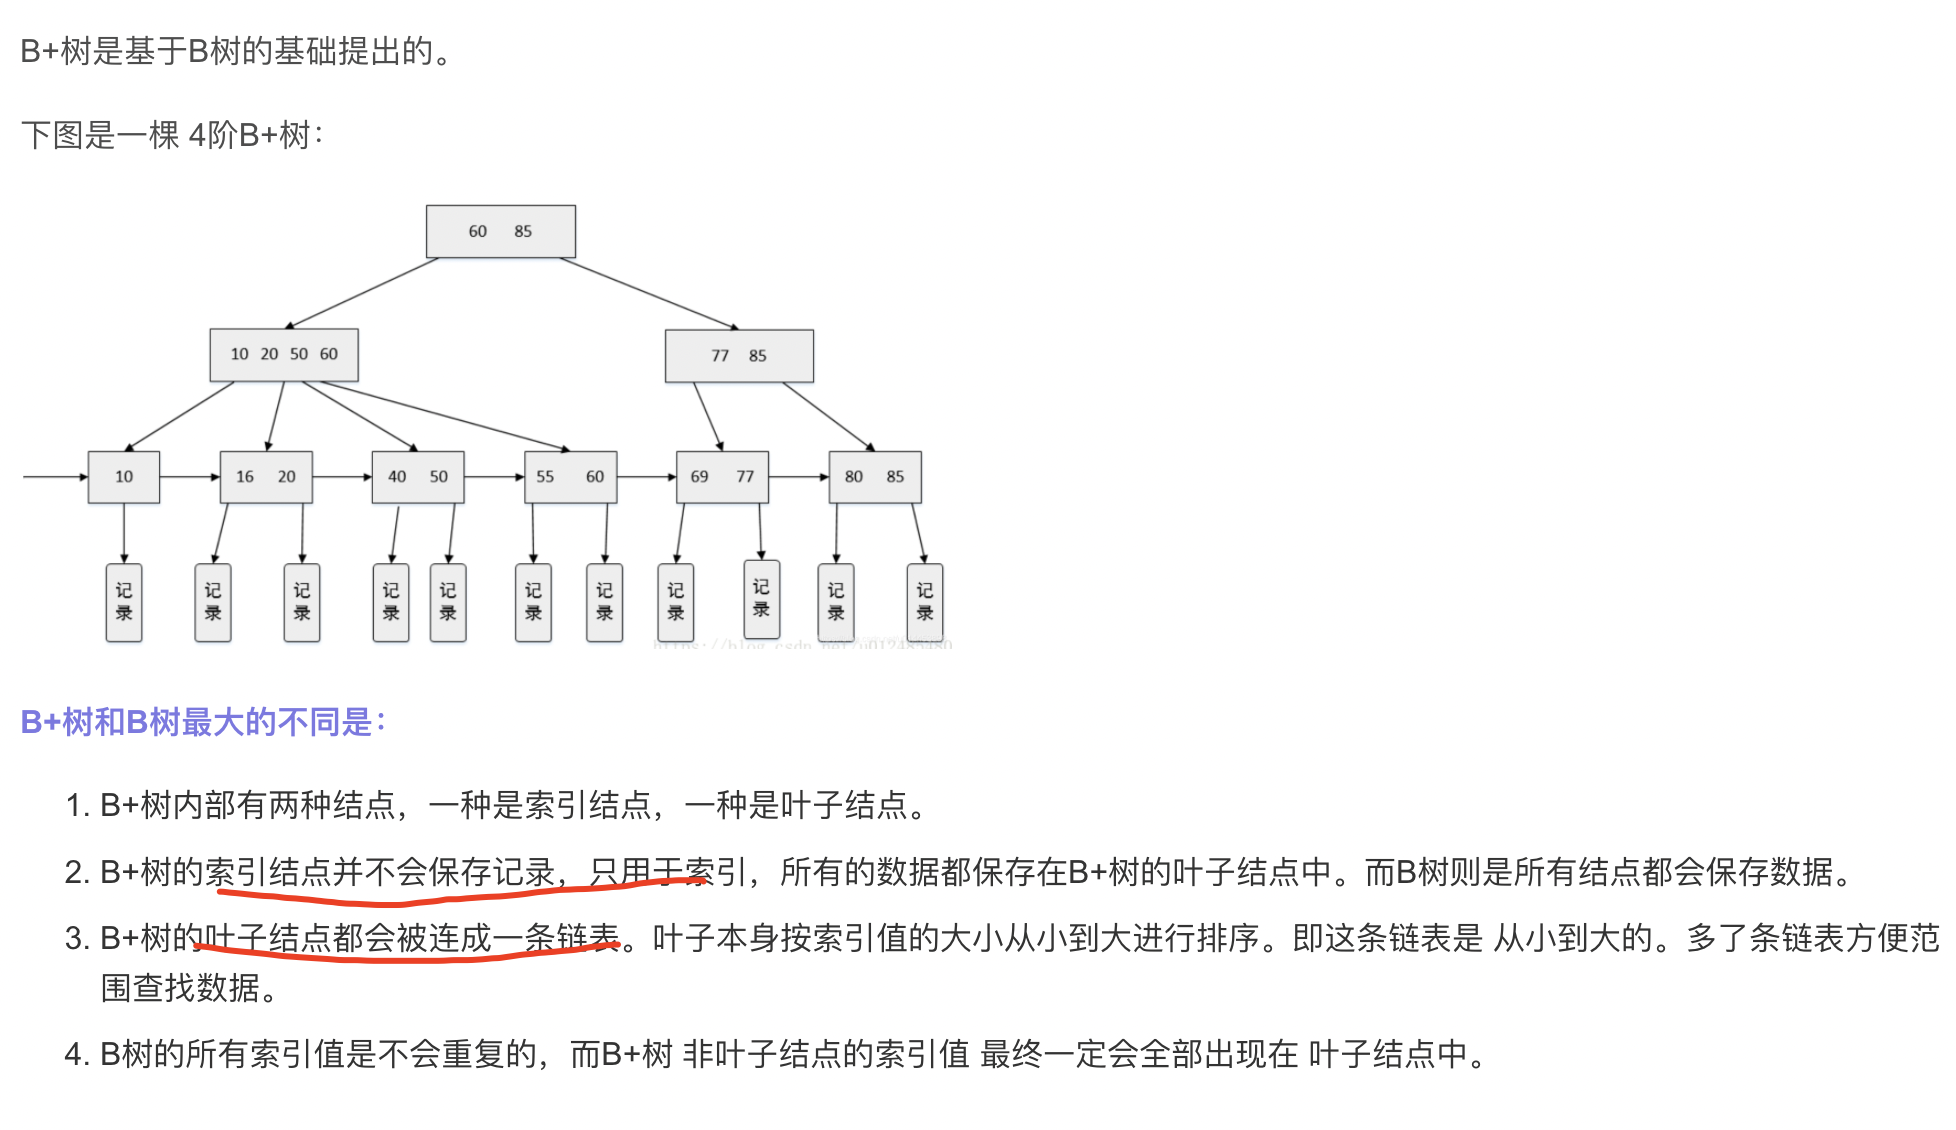 B+树是基于B树的基础提出的。
下图是一棵 4阶B+树：
60 85
10 20 50 60
77 85
10
16 20
40 50
55 60
69 77
80 85
记录
记录
记录
记录
记录
记录
记录
记录
记录
记录
记录
B+树和B树最大的不同是：
1. B+树内部有两种结点，一种是索引结点，一种是叶子结点。
2. B+树的索引结点并不会保存记录，只用于索引，所有的数据都保存在B+树的叶子结点中。而B树则是所有结点都会保存数据。
3. B+树的叶子结点都会被连成一条链表。叶子本身按索引值的大小从小到大进行排序。即这条链表是 从小到大的。多了条链表方便范
围查找数据。
4. B树的所有索引值是不会重复的，而B+树 非叶子结点的索引值 最终一定会全部出现在 叶子结点中。